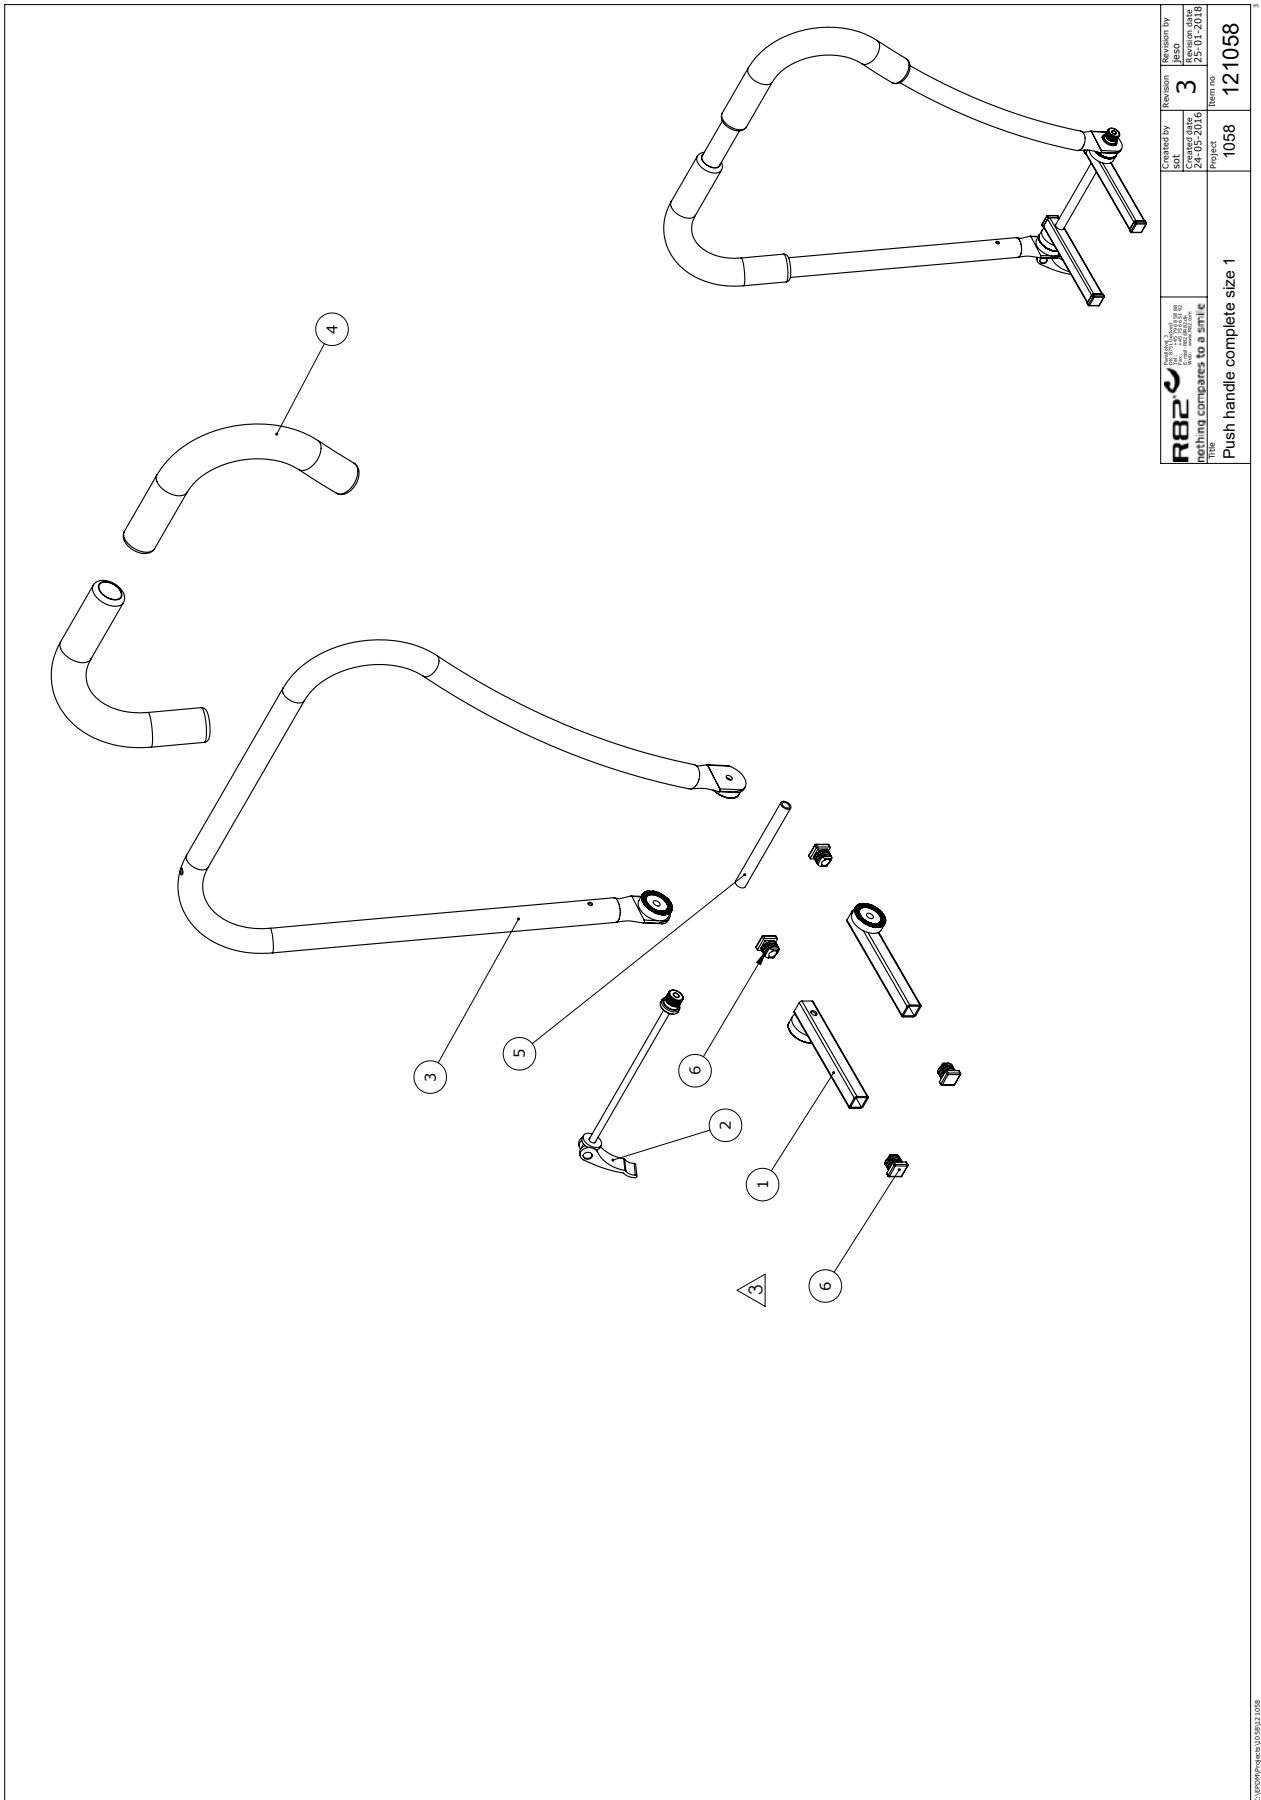 4
3
5
6
2
1
6
3
R82
nothing compares to a smile
Title
Push handle complete size 1
Created by
sot
Created date
24-05-2016
Project
1058
Revision
3
Revision by
jeso
Revision date
25-01-2018
Item no
121058
3